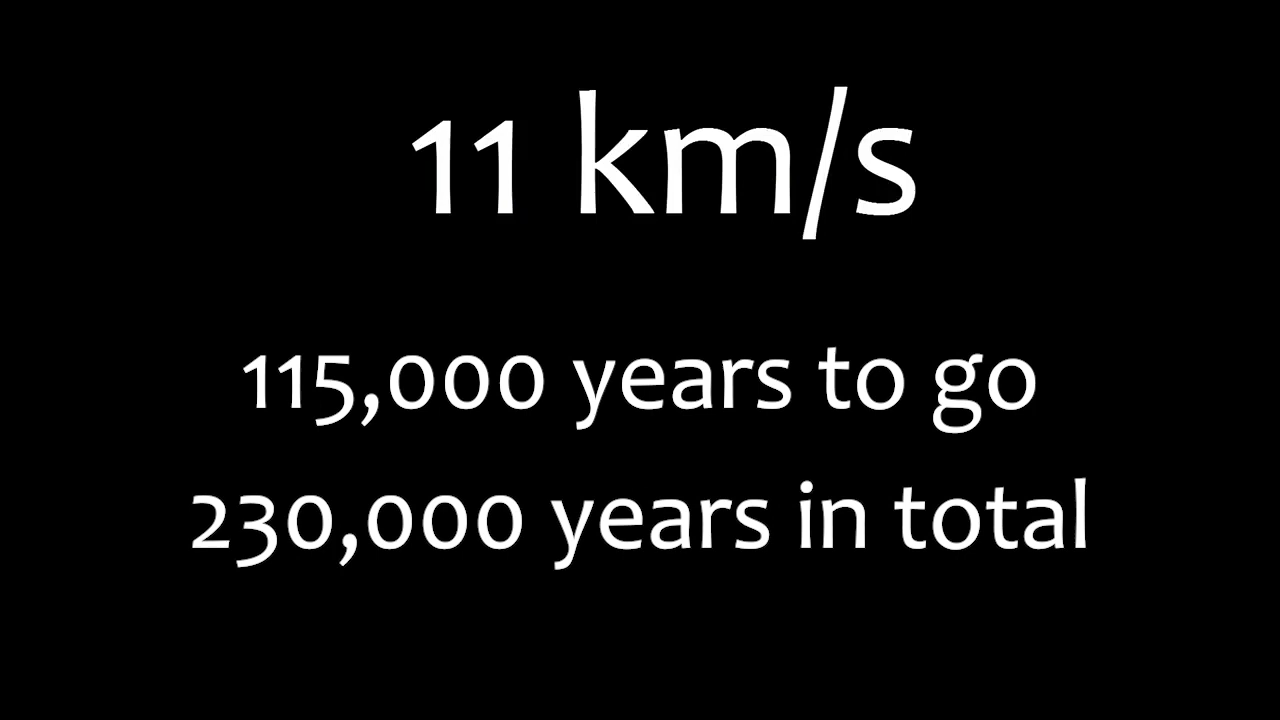 11 km/s
115,000 years to go
230,000 years in total